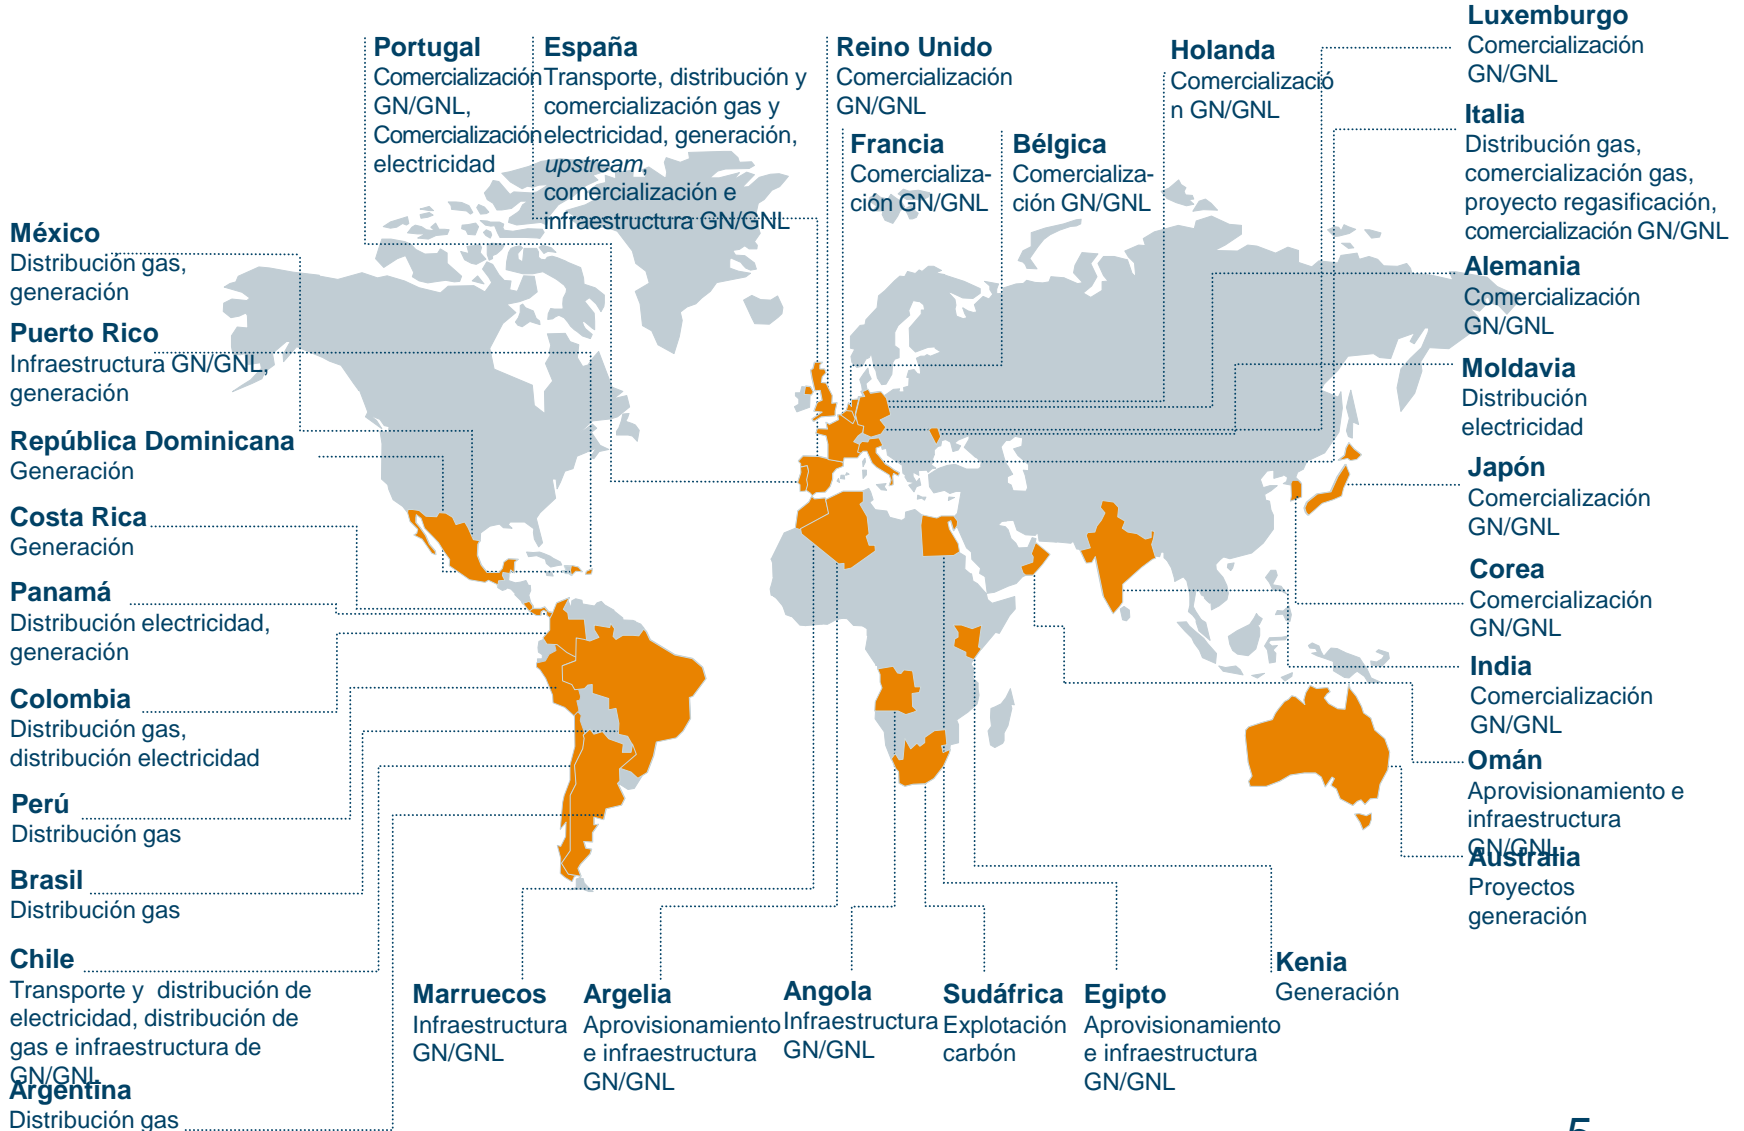 Portugal
Comercialización
GN/GNL,
Comercialización
electricidad
España
Transporte, distribución y
comercialización gas y
electricidad, generación,
upstream,
comercialización e
infraestructura GN/GNL
Reino Unido
Comercialización
GN/GNL
Francia
Comercializa-
ción GN/GNL
Bélgica
Comercializa-
ción GN/GNL
Holanda
Comercializació
n GN/GNL
Luxemburgo
Comercialización
GN/GNL
Italia
Distribución gas,
comercialización gas,
proyecto regasificación,
comercialización GN/GNL
Alemania
Comercialización
GN/GNL
Moldavia
Distribución
electricidad
Japón
Comercialización
GN/GNL
Corea
Comercialización
GN/GNL
India
Comercialización
GN/GNL
Omán
Aprovisionamiento e
infraestructura
GN/GNL
Australia
Proyectos
generación
México
Distribución gas,
generación
Puerto Rico
Infraestructura GN/GNL,
generación
República Dominicana
Generación
Costa Rica
Generación
Panamá
Distribución electricidad,
generación
Colombia
Distribución gas,
distribución electricidad
Perú
Distribución gas
Brasil
Distribución gas
Chile
Transporte y distribución de
electricidad, distribución de
gas e infraestructura de
GN/GNL
Argentina
Distribución gas
Marruecos
Infraestructura
GN/GNL
Argelia
Aprovisionamiento
e infraestructura
GN/GNL
Angola
Infraestructura
GN/GNL
Sudáfrica
Explotación
carbón
Egipto
Aprovisionamiento
e infraestructura
GN/GNL
Kenia
Generación
5